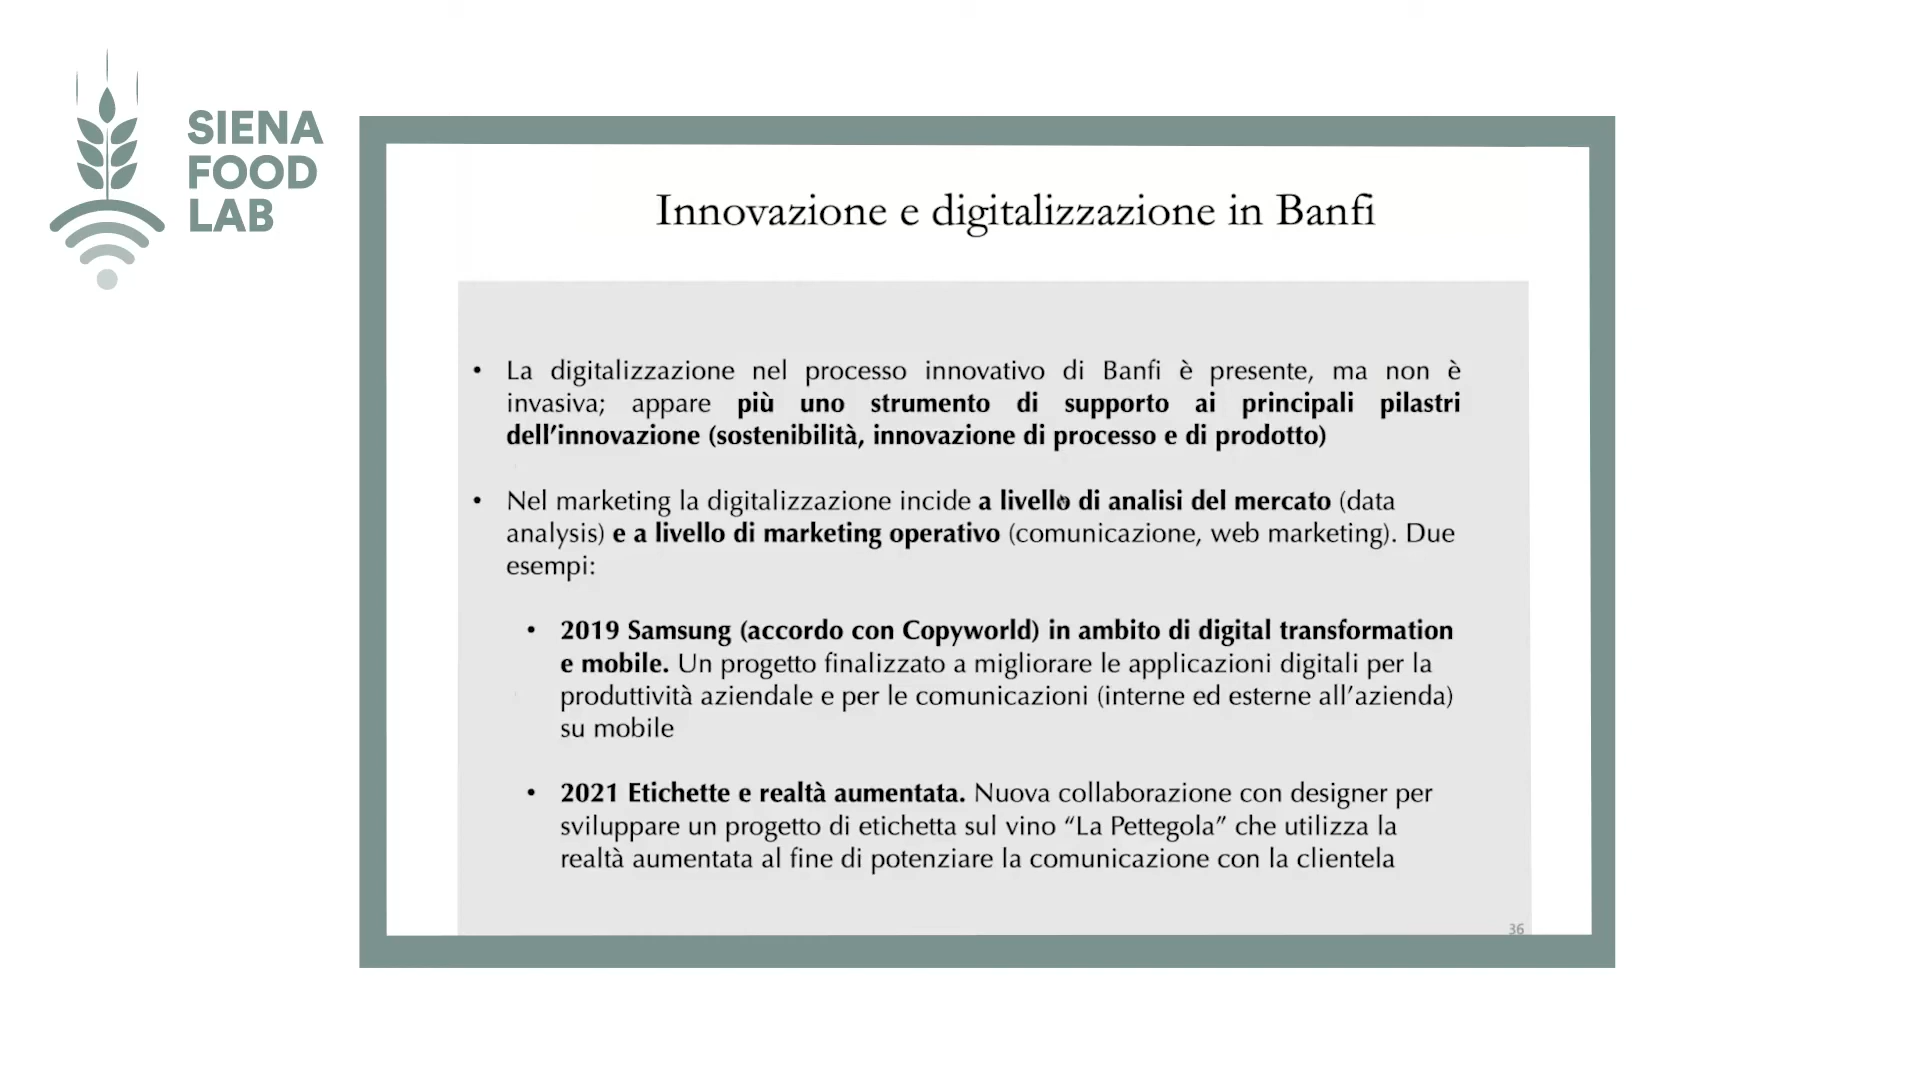 SIENA
FOOD
LAB
Innovazione e digitalizzazione in Banfi
• La digitalizzazione nel processo innovativo di Banfi è presente, ma non è
invasiva; appare più uno strumento di supporto ai principali pilastri
dell’innovazione (sostenibilità, innovazione di processo e di prodotto)
• Nel marketing la digitalizzazione incide a livello di analisi del mercato (data
analysis) e a livello di marketing operativo (comunicazione, web marketing). Due
esempi:
• 2019 Samsung (accordo con Copyworld) in ambito di digital transformation
e mobile. Un progetto finalizzato a migliorare le applicazioni digitali per la
produttività aziendale e per le comunicazioni (interne ed esterne all’azienda)
su mobile
• 2021 Etichette e realtà aumentata. Nuova collaborazione con designer per
sviluppare un progetto di etichetta sul vino “La Pettegola” che utilizza la
realtà aumentata al fine di potenziare la comunicazione con la clientela
36